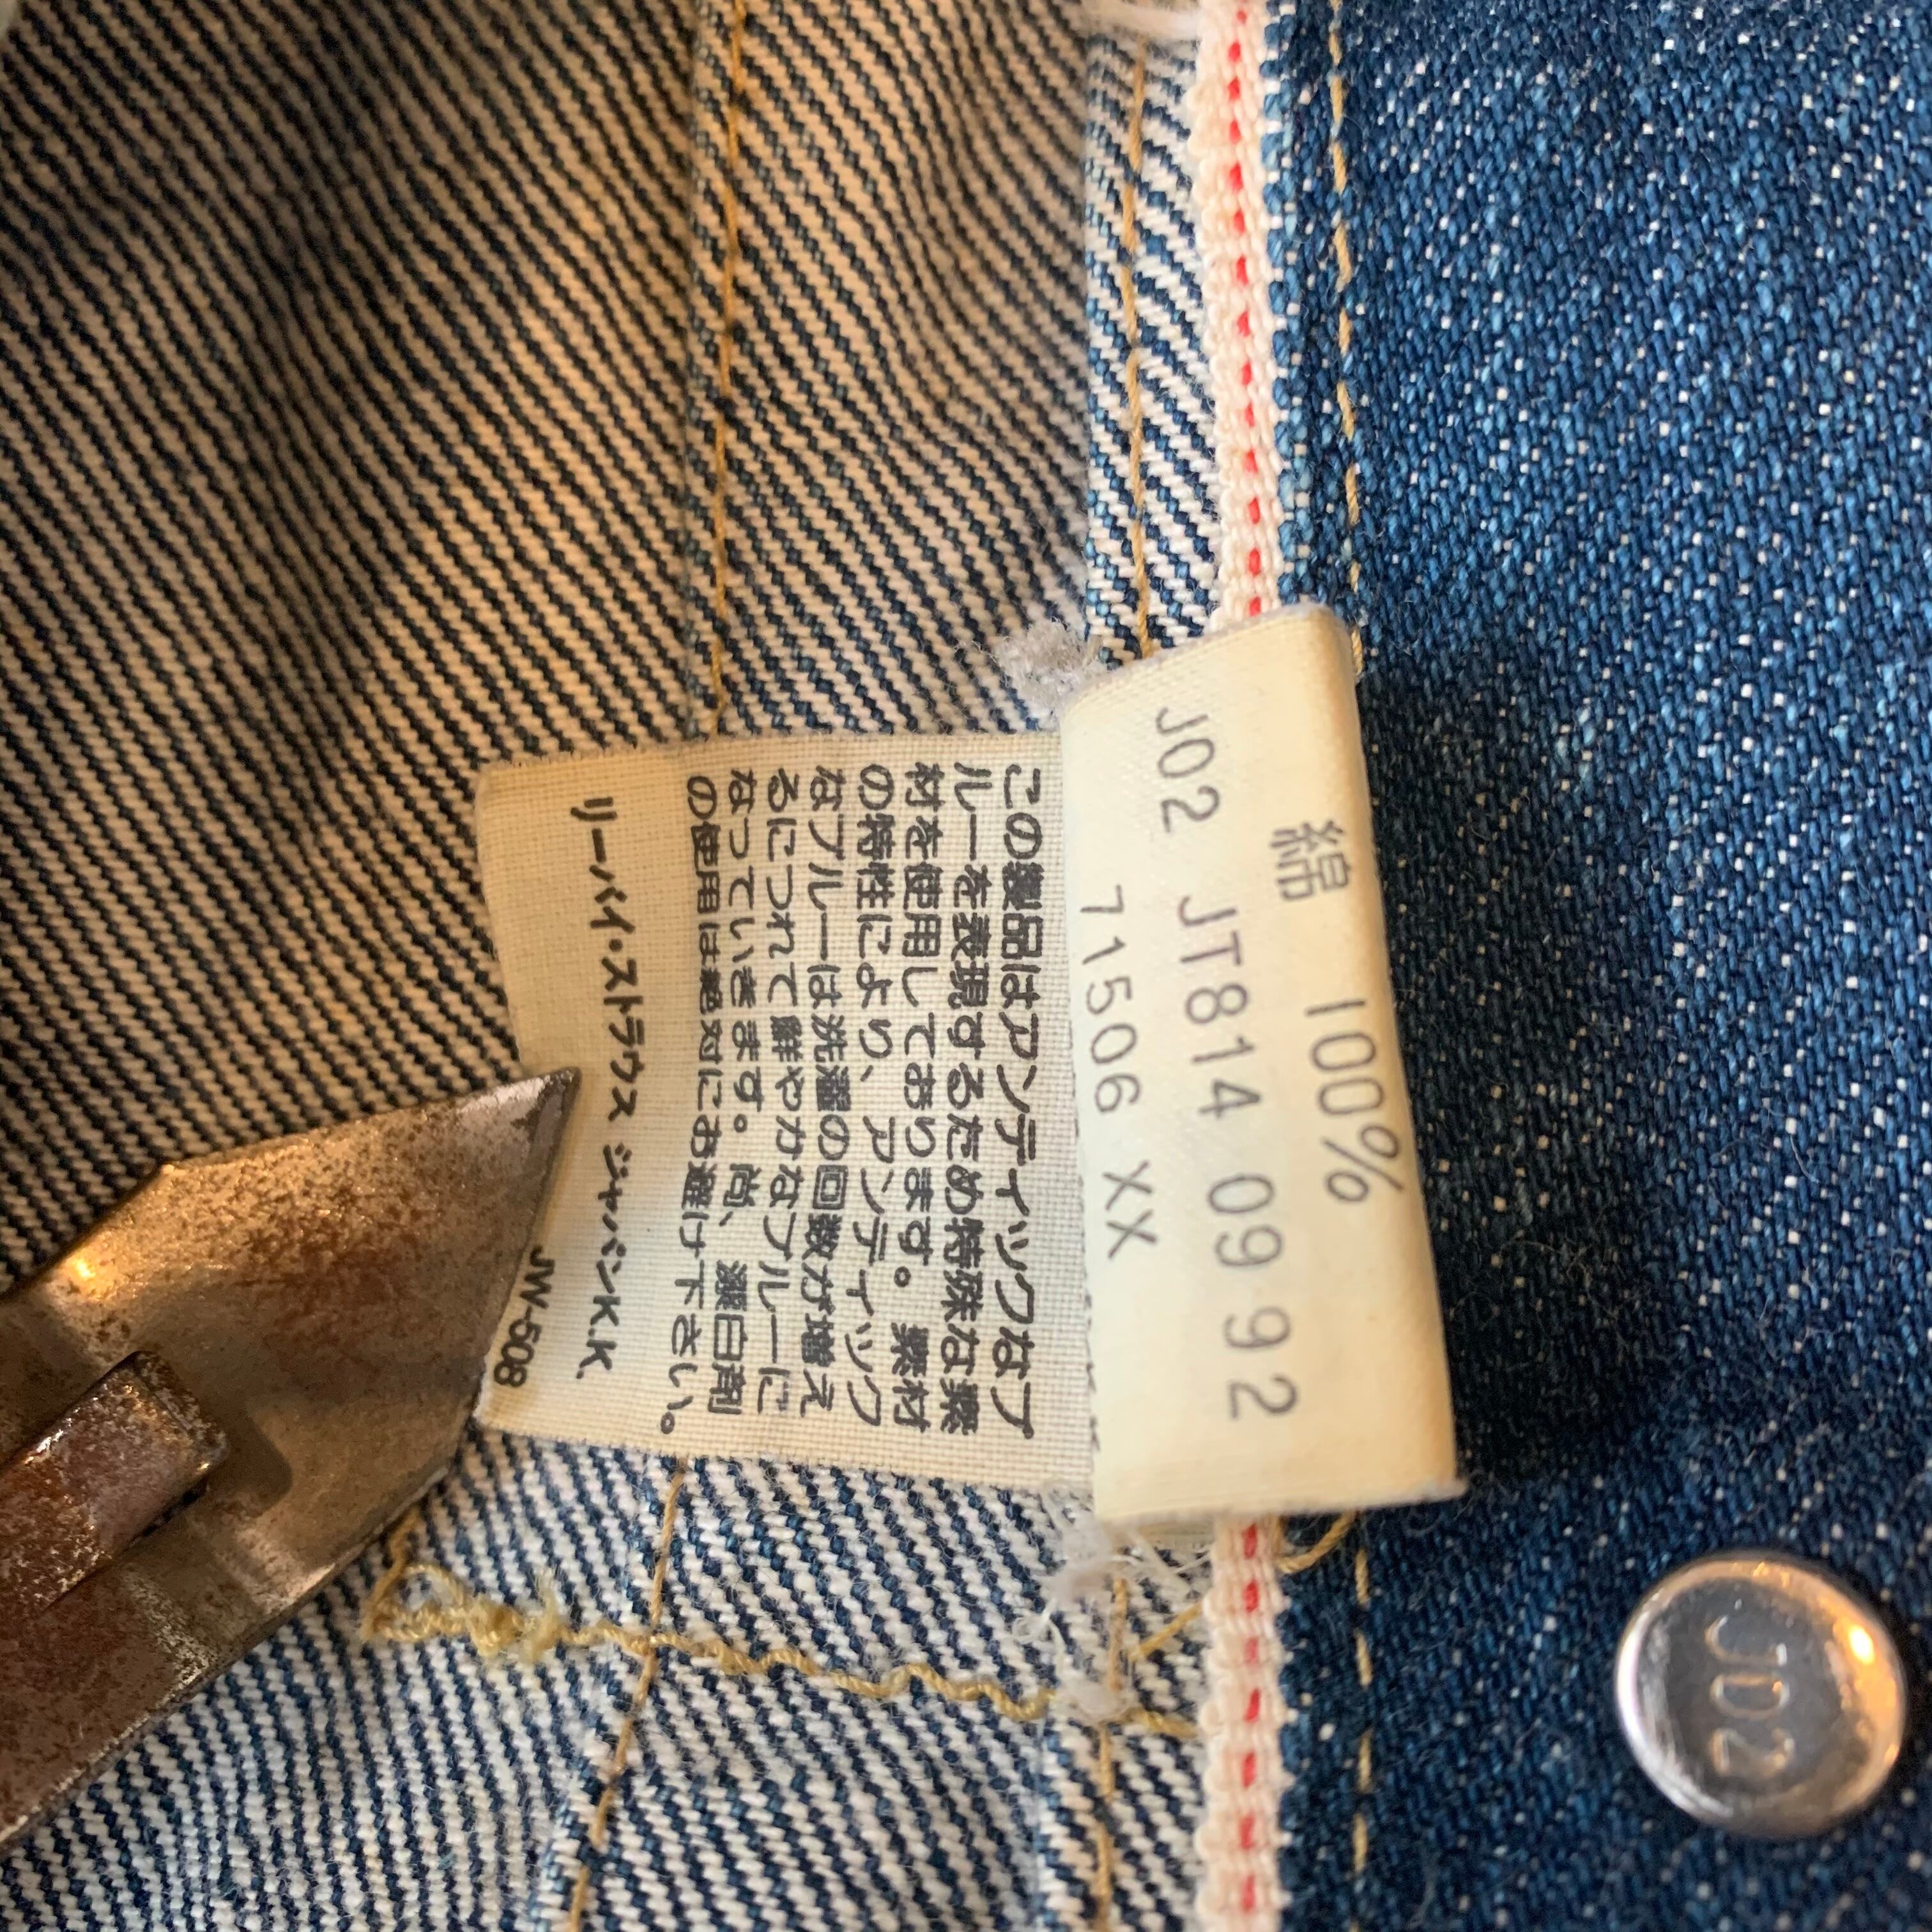 綿 100%
J02 JT814 09 92
71506 XX
この製品はアンティックなブ
ルーを表現するため特殊な素
材を使用してあります。素材
の特性により、アンティック
なブルーは洗濯の回数が増え
るにつれて鮮やかなブルーに
なっていきます。尚、漂白剤
の使用は絶対にお避け下さい。
リーバイ・ストラウス ジャパンK.K.
JW-508
JD2